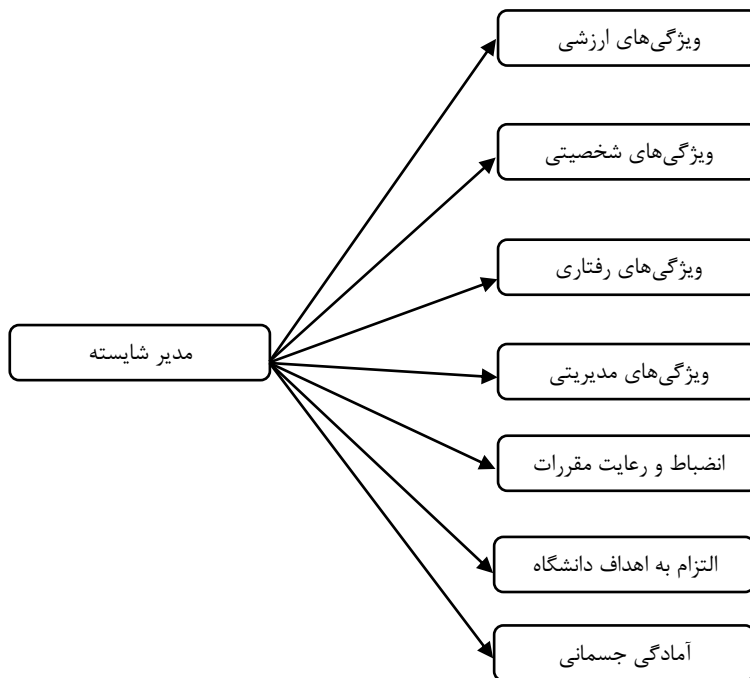 ویژگی‌های ارزشی
ویژگی‌های شخصیتی
ویژگی‌های رفتاری
مدیر شایسته
ویژگی‌های مدیریتی
انضباط و رعایت مقررات
التزام به اهداف دانشگاه
آمادگی جسمانی